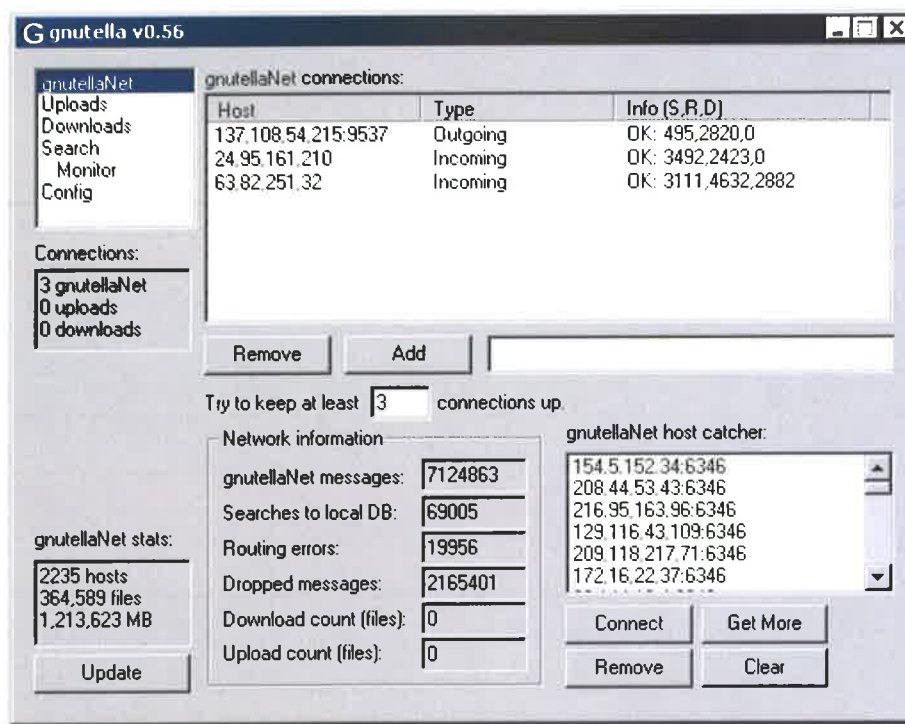 G gnutella v0.56
gnutellaNet
Uploads
Downloads
Search
Monitor
Config
Connections:
3 gnutellaNet
0 uploads
0 downloads
gnutellaNet stats:
2235 hosts
364,589 files
1,213,623 MB
Update
gnutellaNet connections:
Host Type Info (S,R,D)
137.108.54.215:9537 Outgoing OK: 495,2820,0
24.95.161.210 Incoming OK: 3492,2423,0
63.82.251.32 Incoming OK: 3111,4632,2882
Remove Add
Try to keep at least 3 connections up.
Network information
gnutellaNet messages: 7124863
Searches to local DB: 69005
Routing errors: 19956
Dropped messages: 2165401
Download count (files): 0
Upload count (files): 0
gnutellaNet host catcher:
154.5.152.34:6346
208.44.53.43:6346
216.95.163.96:6346
129.116.43.109:6346
209.118.217.71:6346
172.16.22.37:6346
Connect Get More
Remove Clear